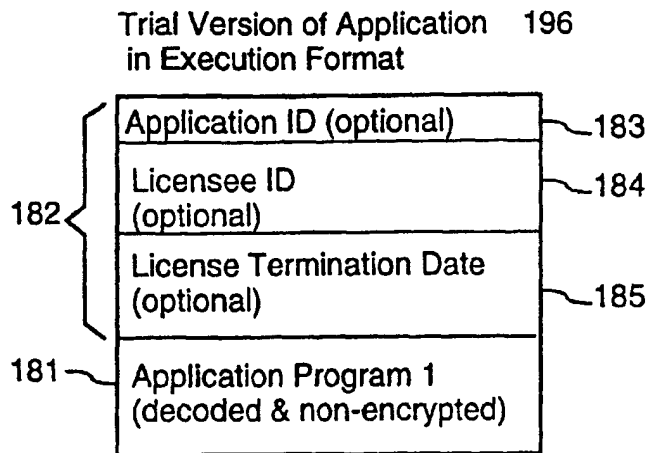 Trial Version of Application 196
in Execution Format
Application ID (optional)
183
Licensee ID
(optional)
184
182
License Termination Date
(optional)
185
181
Application Program 1
(decoded & non-encrypted)